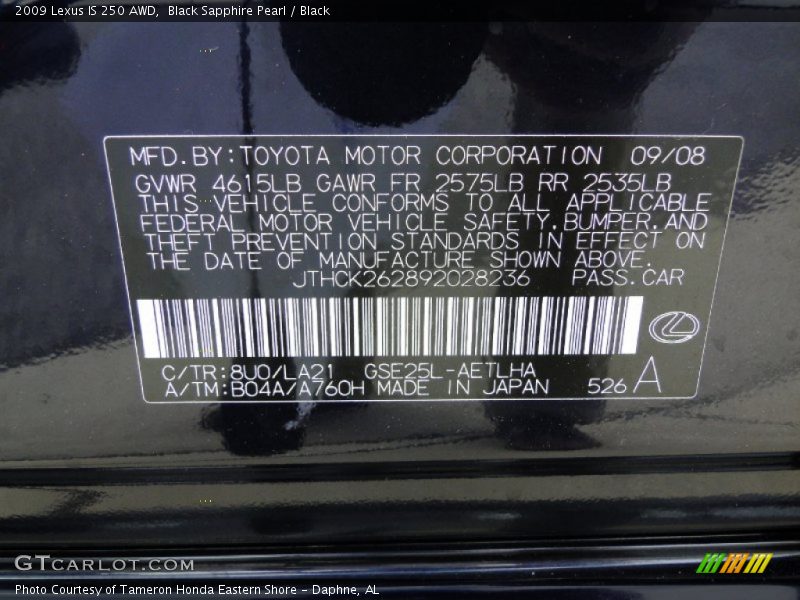 2009 Lexus IS 250 AWD,  Black Sapphire Pearl / Black
MFD.BY:TOYOTA MOTOR CORPORATION 09/08
GVWR 4615LB GAWR FR 2575LB RR 2535LB
THIS VEHICLE CONFORMS TO ALL APPLICABLE
FEDERAL MOTOR VEHICLE SAFETY,BUMPER,AND
THEFT PREVENTION STANDARDS IN EFFECT ON
THE DATE OF MANUFACTURE SHOWN ABOVE.
JTHCK262892028236 PASS.CAR
C/TR:8U0/LA21 GSE25L-AETLHA
A/TM:B04A/A760H MADE IN JAPAN 526 A
GTCARLOT.COM
Photo Courtesy of Tameron Honda Eastern Shore - Daphne, AL